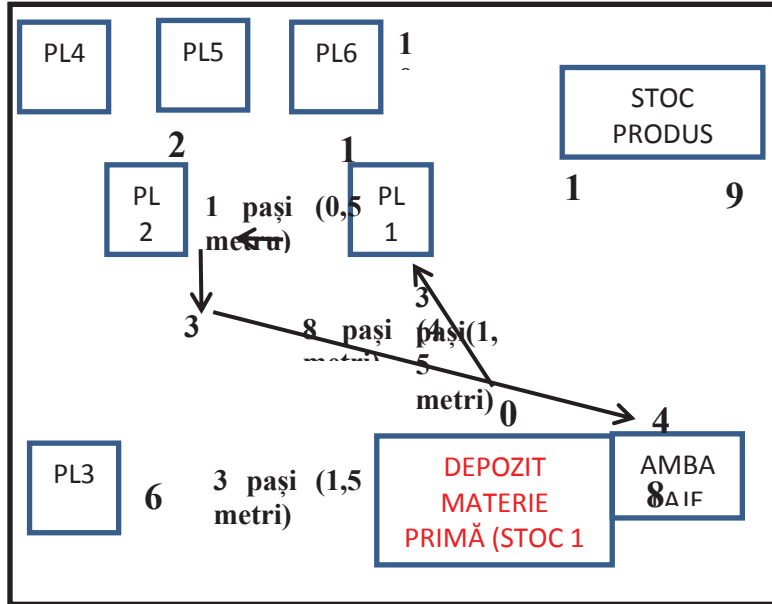 PL4
PL5
PL6
1
STOC
PRODUS
2
1
1
9
PL
2
1 pași (0,5
metru)
PL
1
3
3
8 pași (4
metri)
pași(1,
5
metri)
0
4
PL3
6
3 pași (1,5
metri)
DEPOZIT
MATERIE
PRIMĂ (STOC 1
AMBA
8